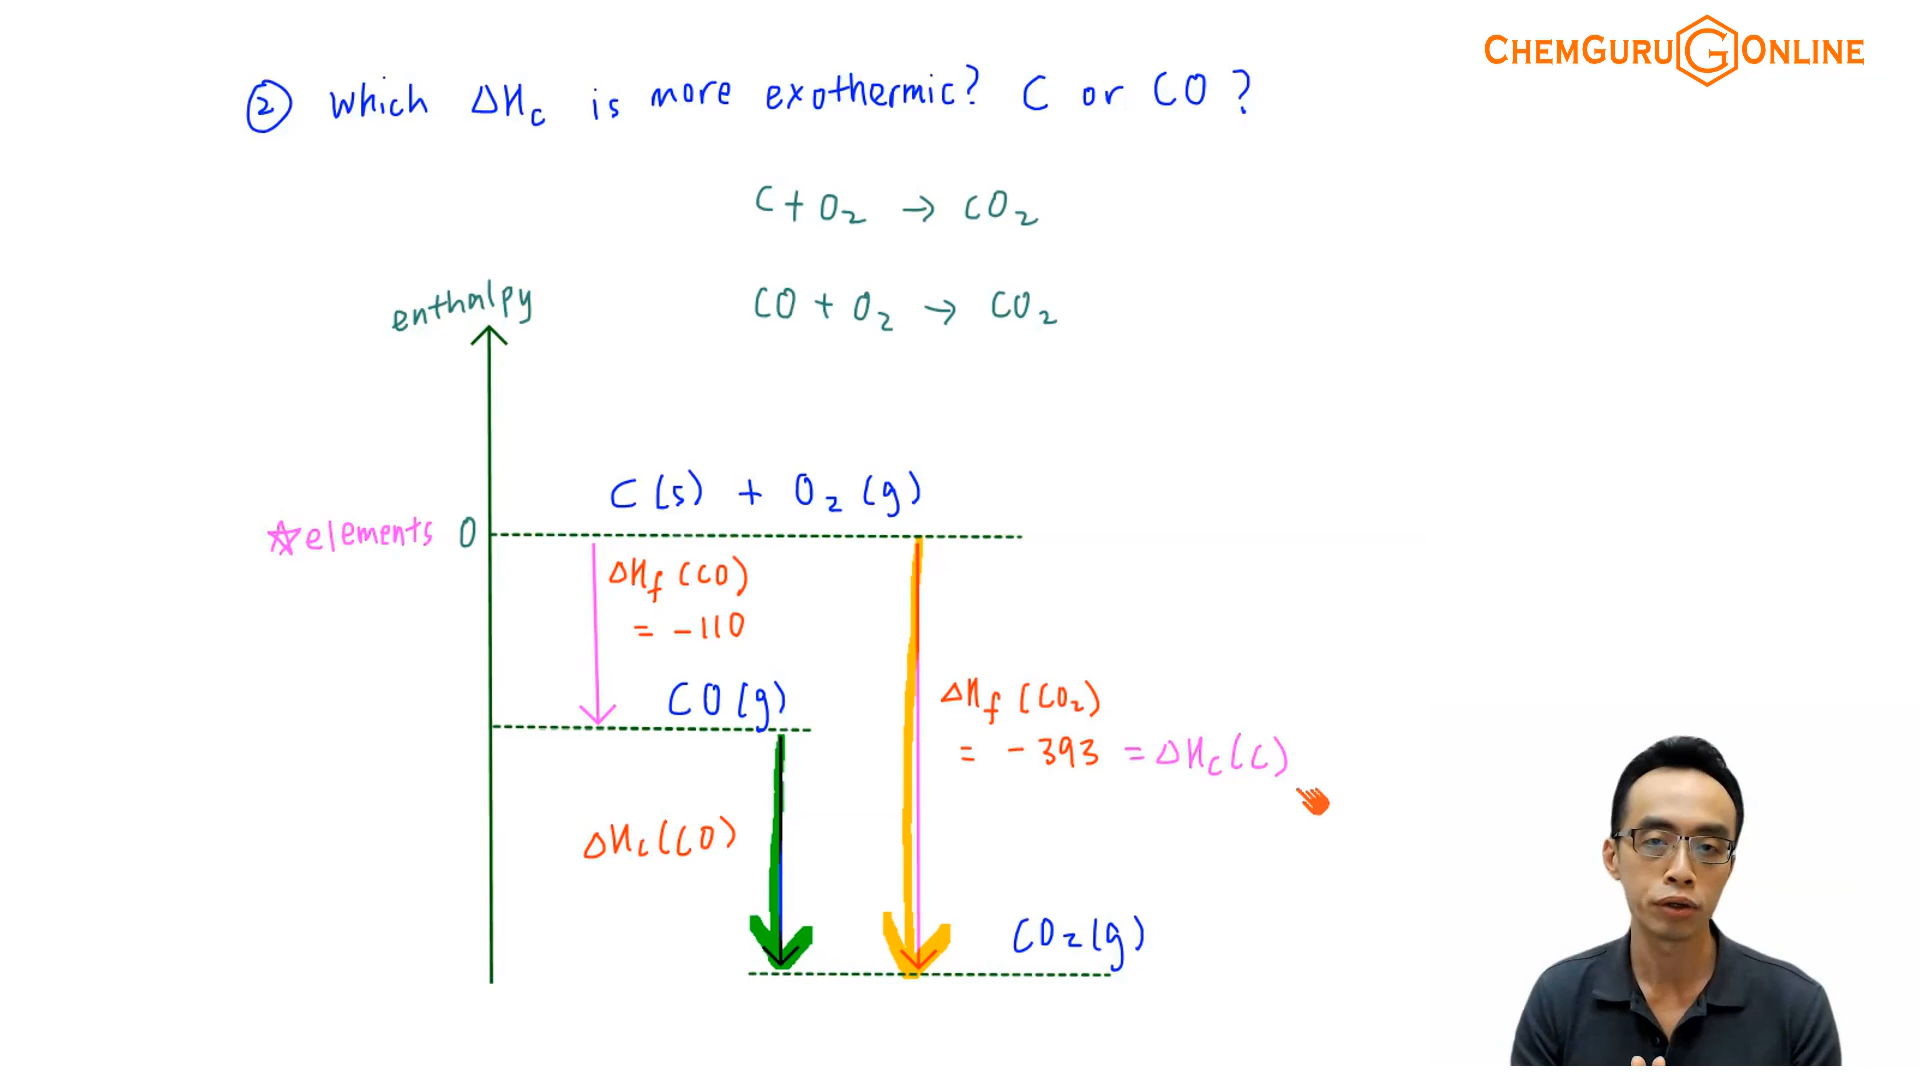 CHEMGURU G ONLINE
② Which ΔHc is more exothermic? C or CO?
C + O₂ → CO₂
CO + O₂ → CO₂
enthalpy
C(s) + O₂(g)
☆elements 0
ΔHf (CO)
= -110
CO(g)
ΔHf (CO₂)
= -393 = ΔHc(C)
ΔHc(CO)
CO₂(g)